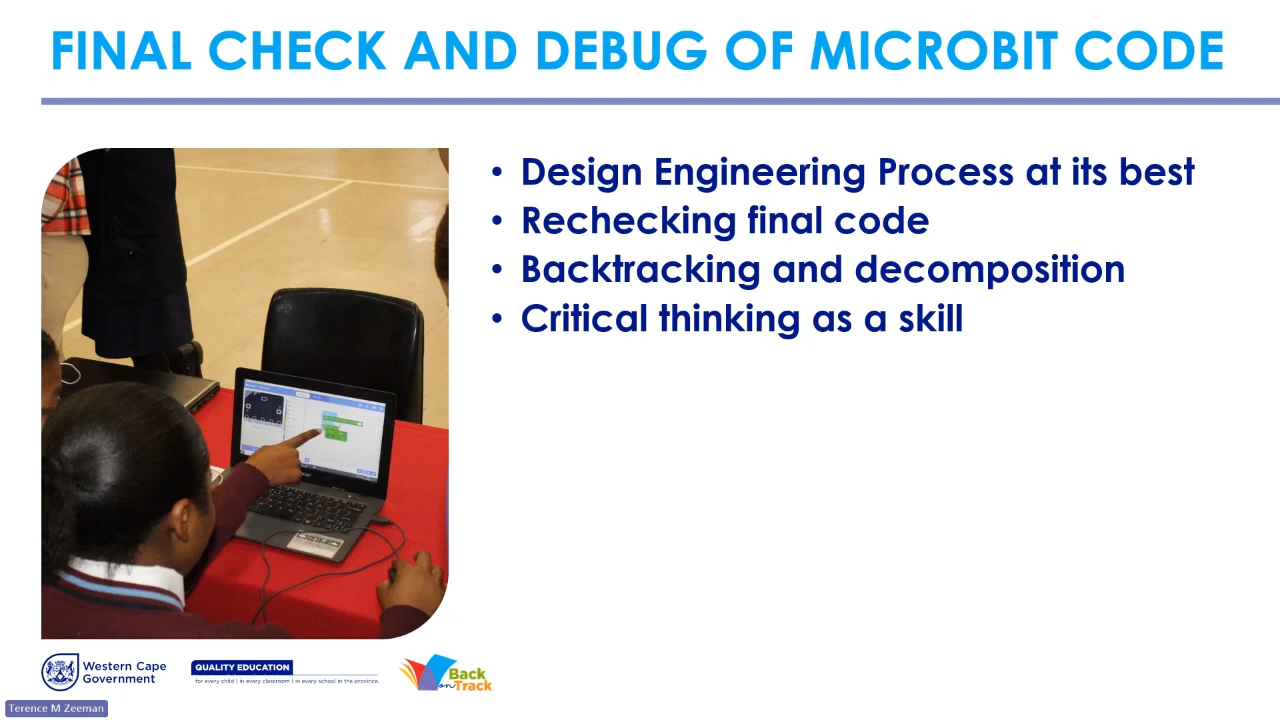 FINAL CHECK AND DEBUG OF MICROBIT CODE
• Design Engineering Process at its best
• Rechecking final code
• Backtracking and decomposition
• Critical thinking as a skill
Western Cape
Government
QUALITY EDUCATION
for every child | in every classroom | in every school in the province.
Back
on Track
Terence M Zeeman